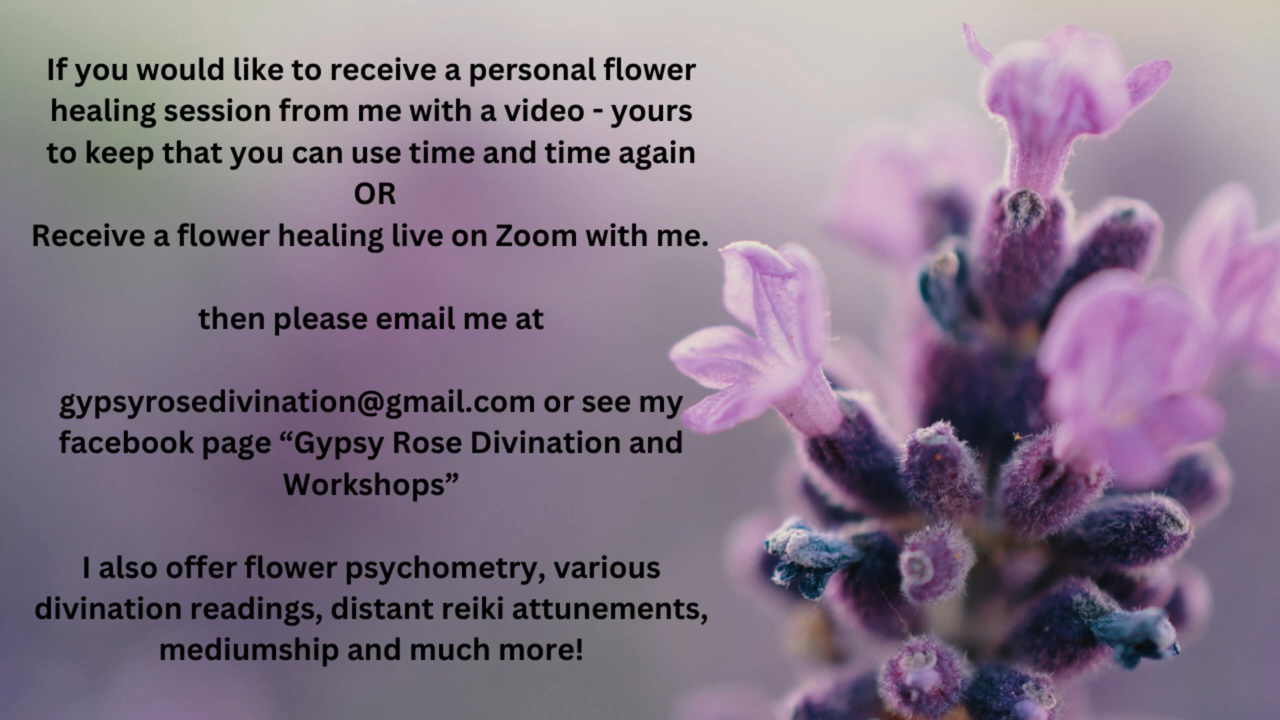 If you would like to receive a personal flower
healing session from me with a video - yours
to keep that you can use time and time again
OR
Receive a flower healing live on Zoom with me.
then please email me at
gypsyrosedivination@gmail.com or see my
facebook page “Gypsy Rose Divination and
Workshops”
I also offer flower psychometry, various
divination readings, distant reiki attunements,
mediumship and much more!